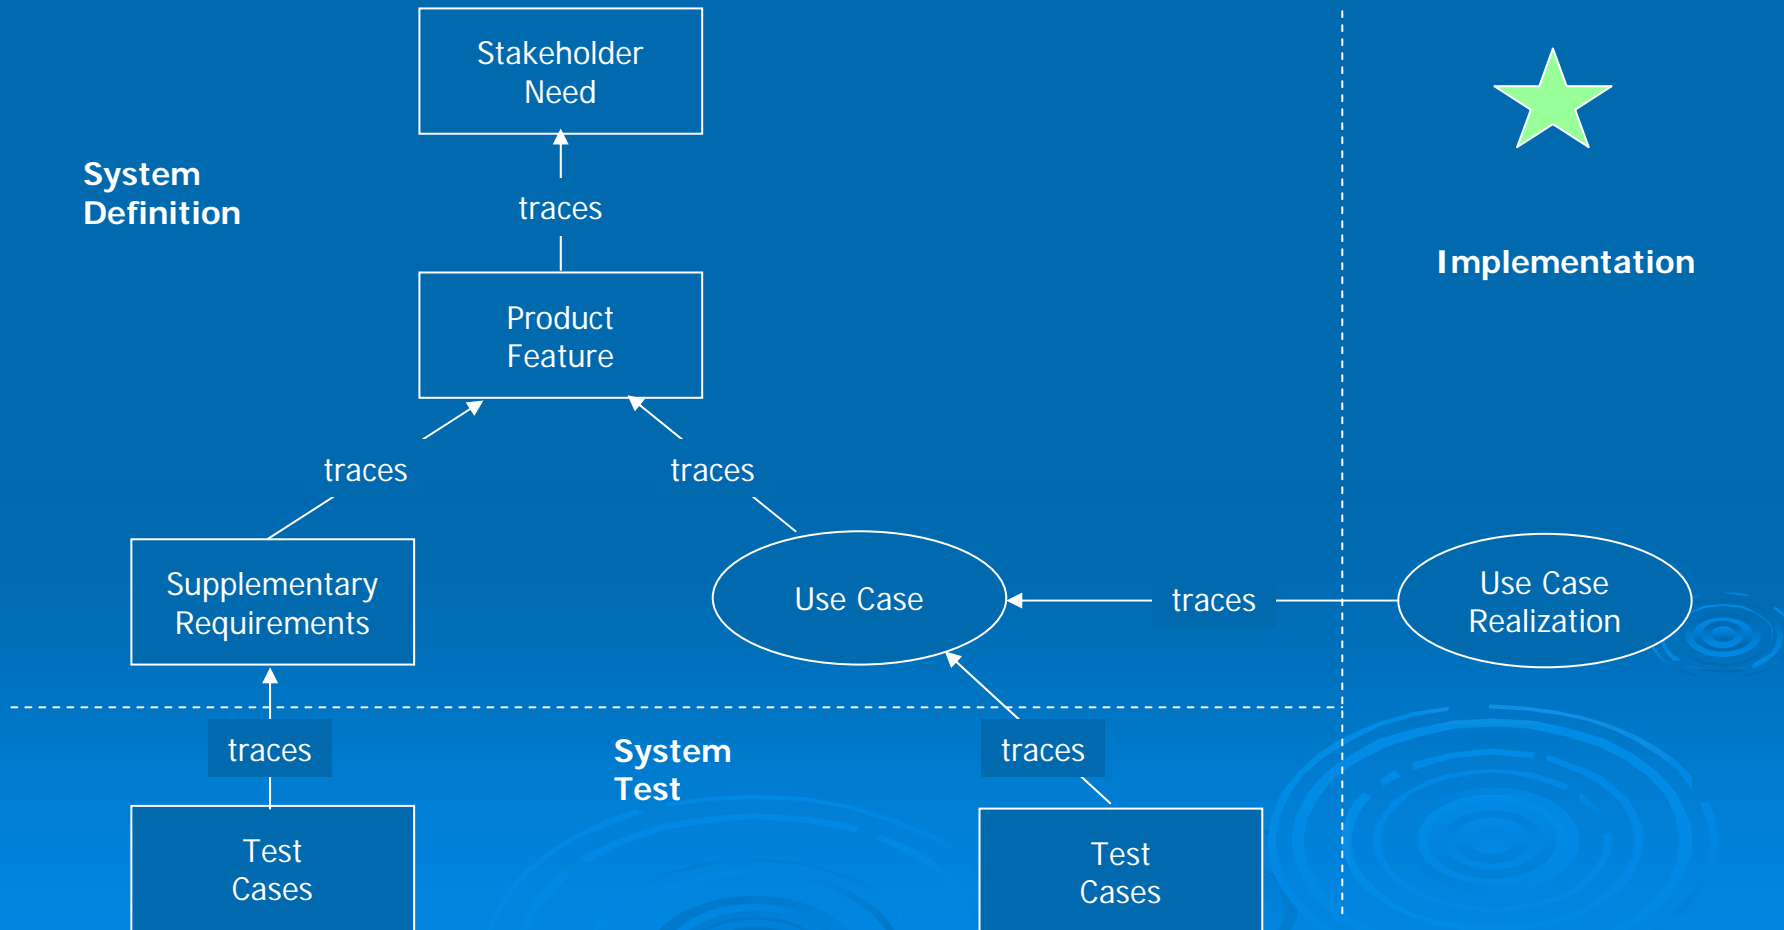 Stakeholder
Need
System
Definition
traces
Implementation
Product
Feature
traces
traces
Supplementary
Requirements
Use Case
traces
Use Case
Realization
traces
System
Test
traces
Test
Cases
Test
Cases